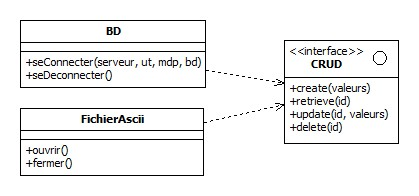 BD
+seConnecter(serveur, ut, mdp, bd)
+seDeconnecter()
<<interface>>
CRUD
+create(valeurs)
+retrieve(id)
+update(id, valeurs)
+delete(id)
FichierAscii
+ouvrir()
+fermer()